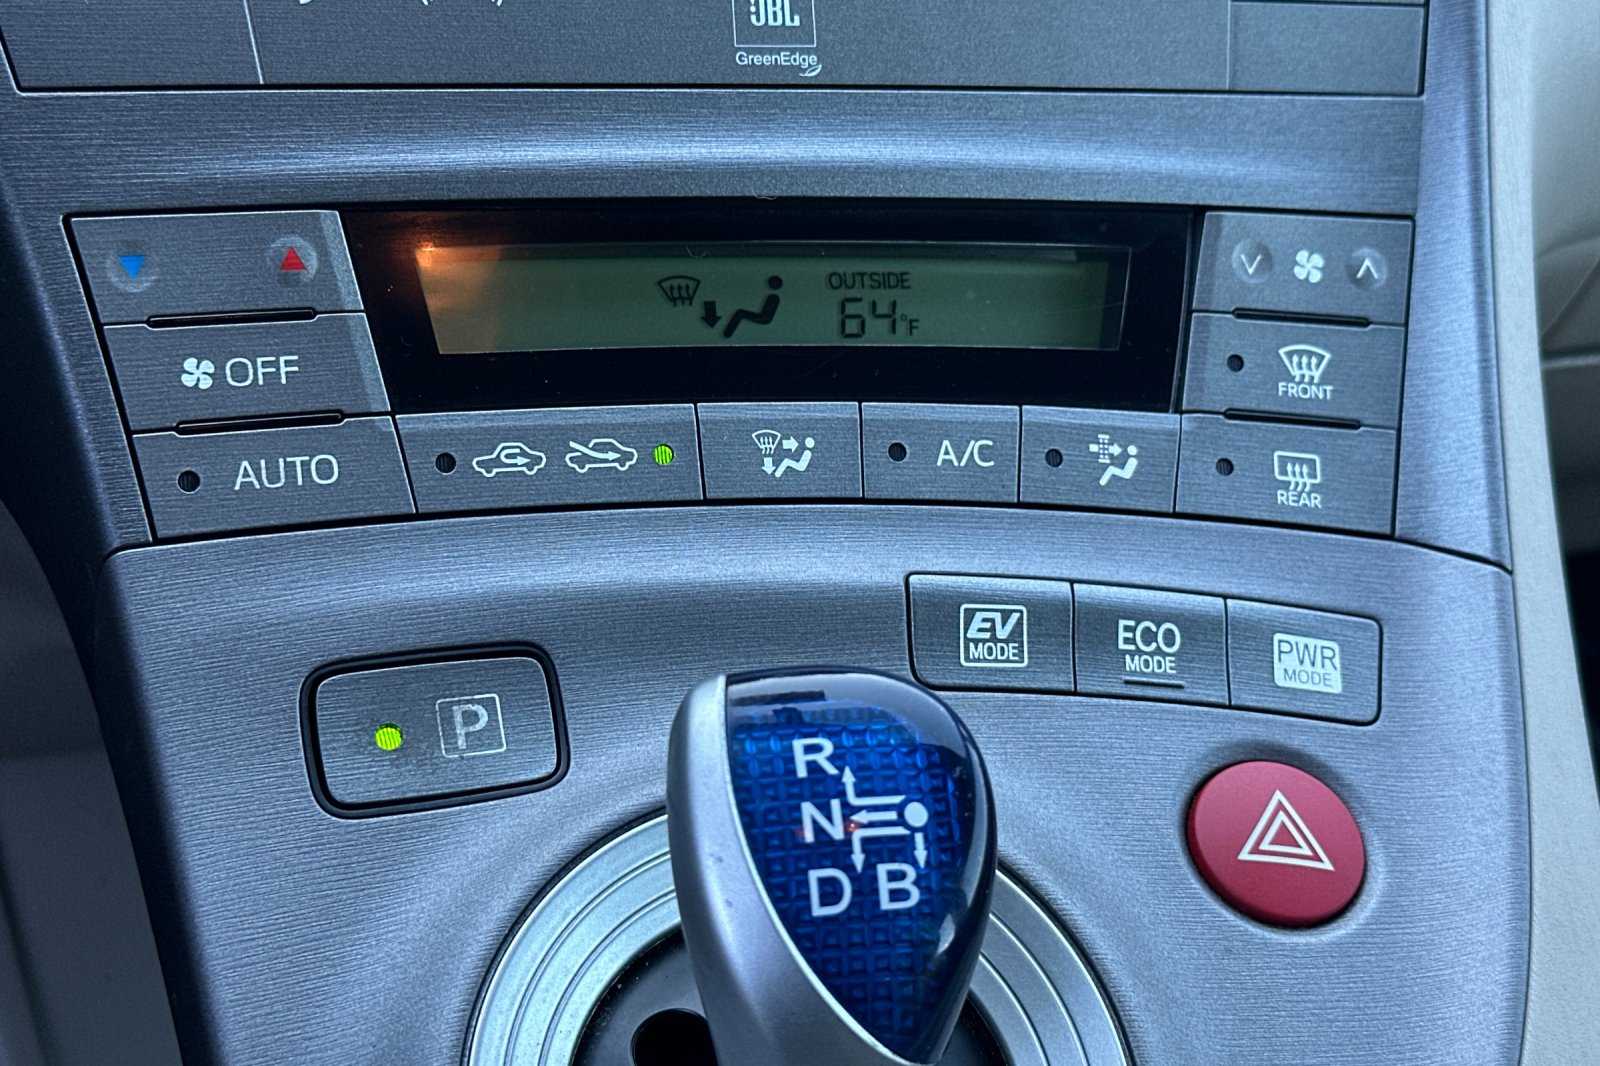 JBL
GreenEdge
OUTSIDE
64°F
OFF
FRONT
AUTO
A/C
REAR
EV
MODE
ECO
MODE
PWR
MODE
P
R
N
D B